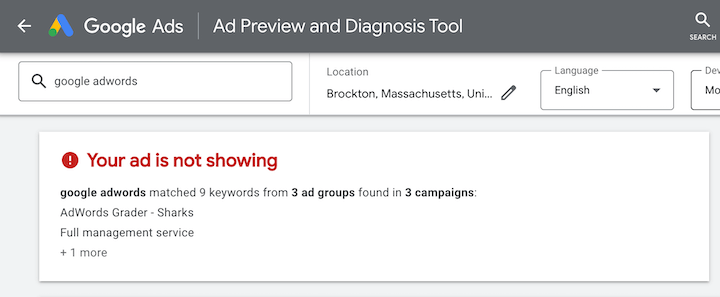 Google Ads
Ad Preview and Diagnosis Tool
SEARCH
google adwords
Location
Brockton, Massachusetts, Uni...
Language
English
Dev
Mo
Your ad is not showing
google adwords matched 9 keywords from 3 ad groups found in 3 campaigns:
AdWords Grader - Sharks
Full management service
+ 1 more